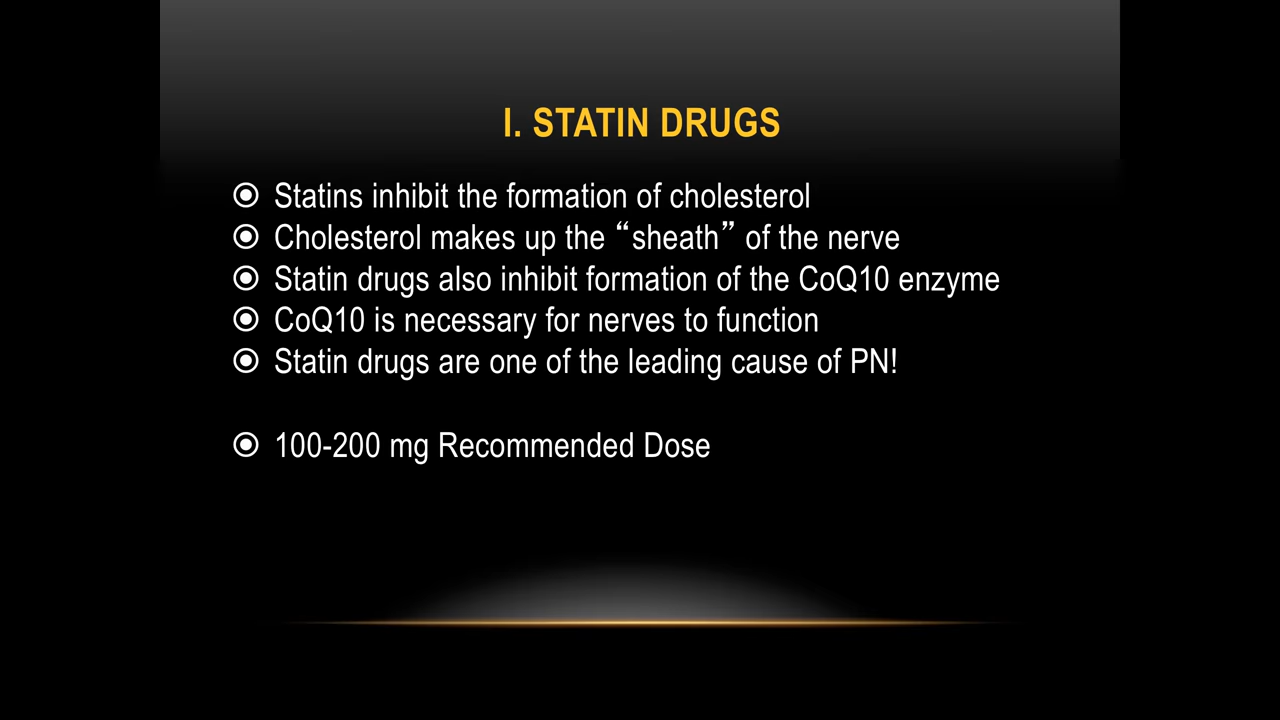 I. STATIN DRUGS
Statins inhibit the formation of cholesterol
Cholesterol makes up the “sheath” of the nerve
Statin drugs also inhibit formation of the CoQ10 enzyme
CoQ10 is necessary for nerves to function
Statin drugs are one of the leading cause of PN!
100-200 mg Recommended Dose